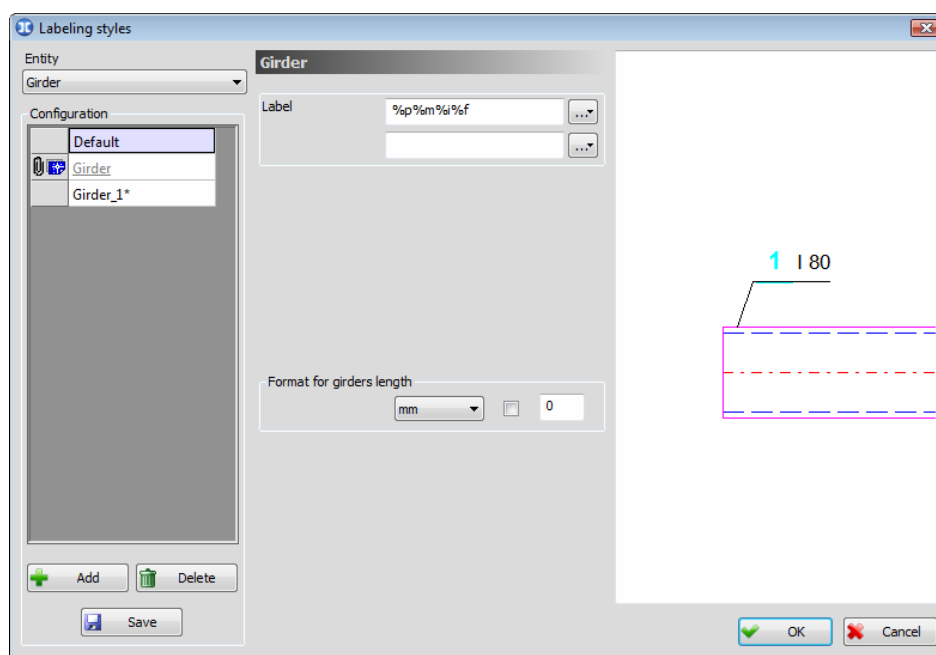 Labeling styles
Entity
Girder
Configuration
Default
Girder
Girder_1*
Add
Delete
Save
Girder
Label
%p%m%i%f
...
...
Format for girders length
mm
0
1 I 80
OK
Cancel